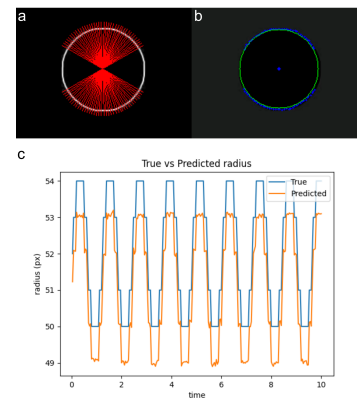 a
b
c
True vs Predicted radius
True
Predicted
54
53
52
51
50
49
radius (px)
0
2
4
6
8
10
time